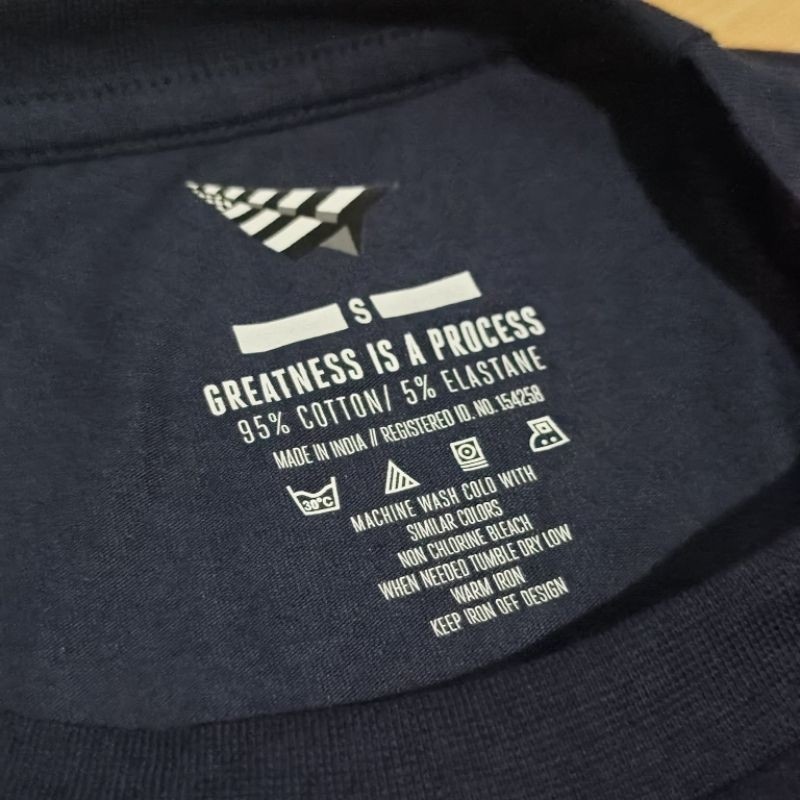 S
GREATNESS IS A PROCESS
95% COTTON/ 5% ELASTANE
MADE IN INDIA // REGISTERED ID. NO. 154258
30°C
MACHINE WASH COLD WITH
SIMILAR COLORS
NON CHLORINE BLEACH
WHEN NEEDED TUMBLE DRY LOW
WARM IRON
KEEP IRON OFF DESIGN